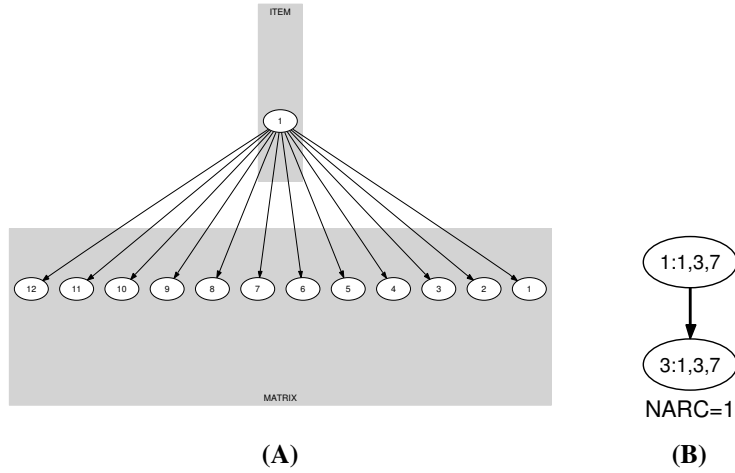 ITEM
1
12 11 10 9 8 7 6 5 4 3 2 1
MATRIX
(A)
1:1,3,7
3:1,3,7
NARC=1
(B)